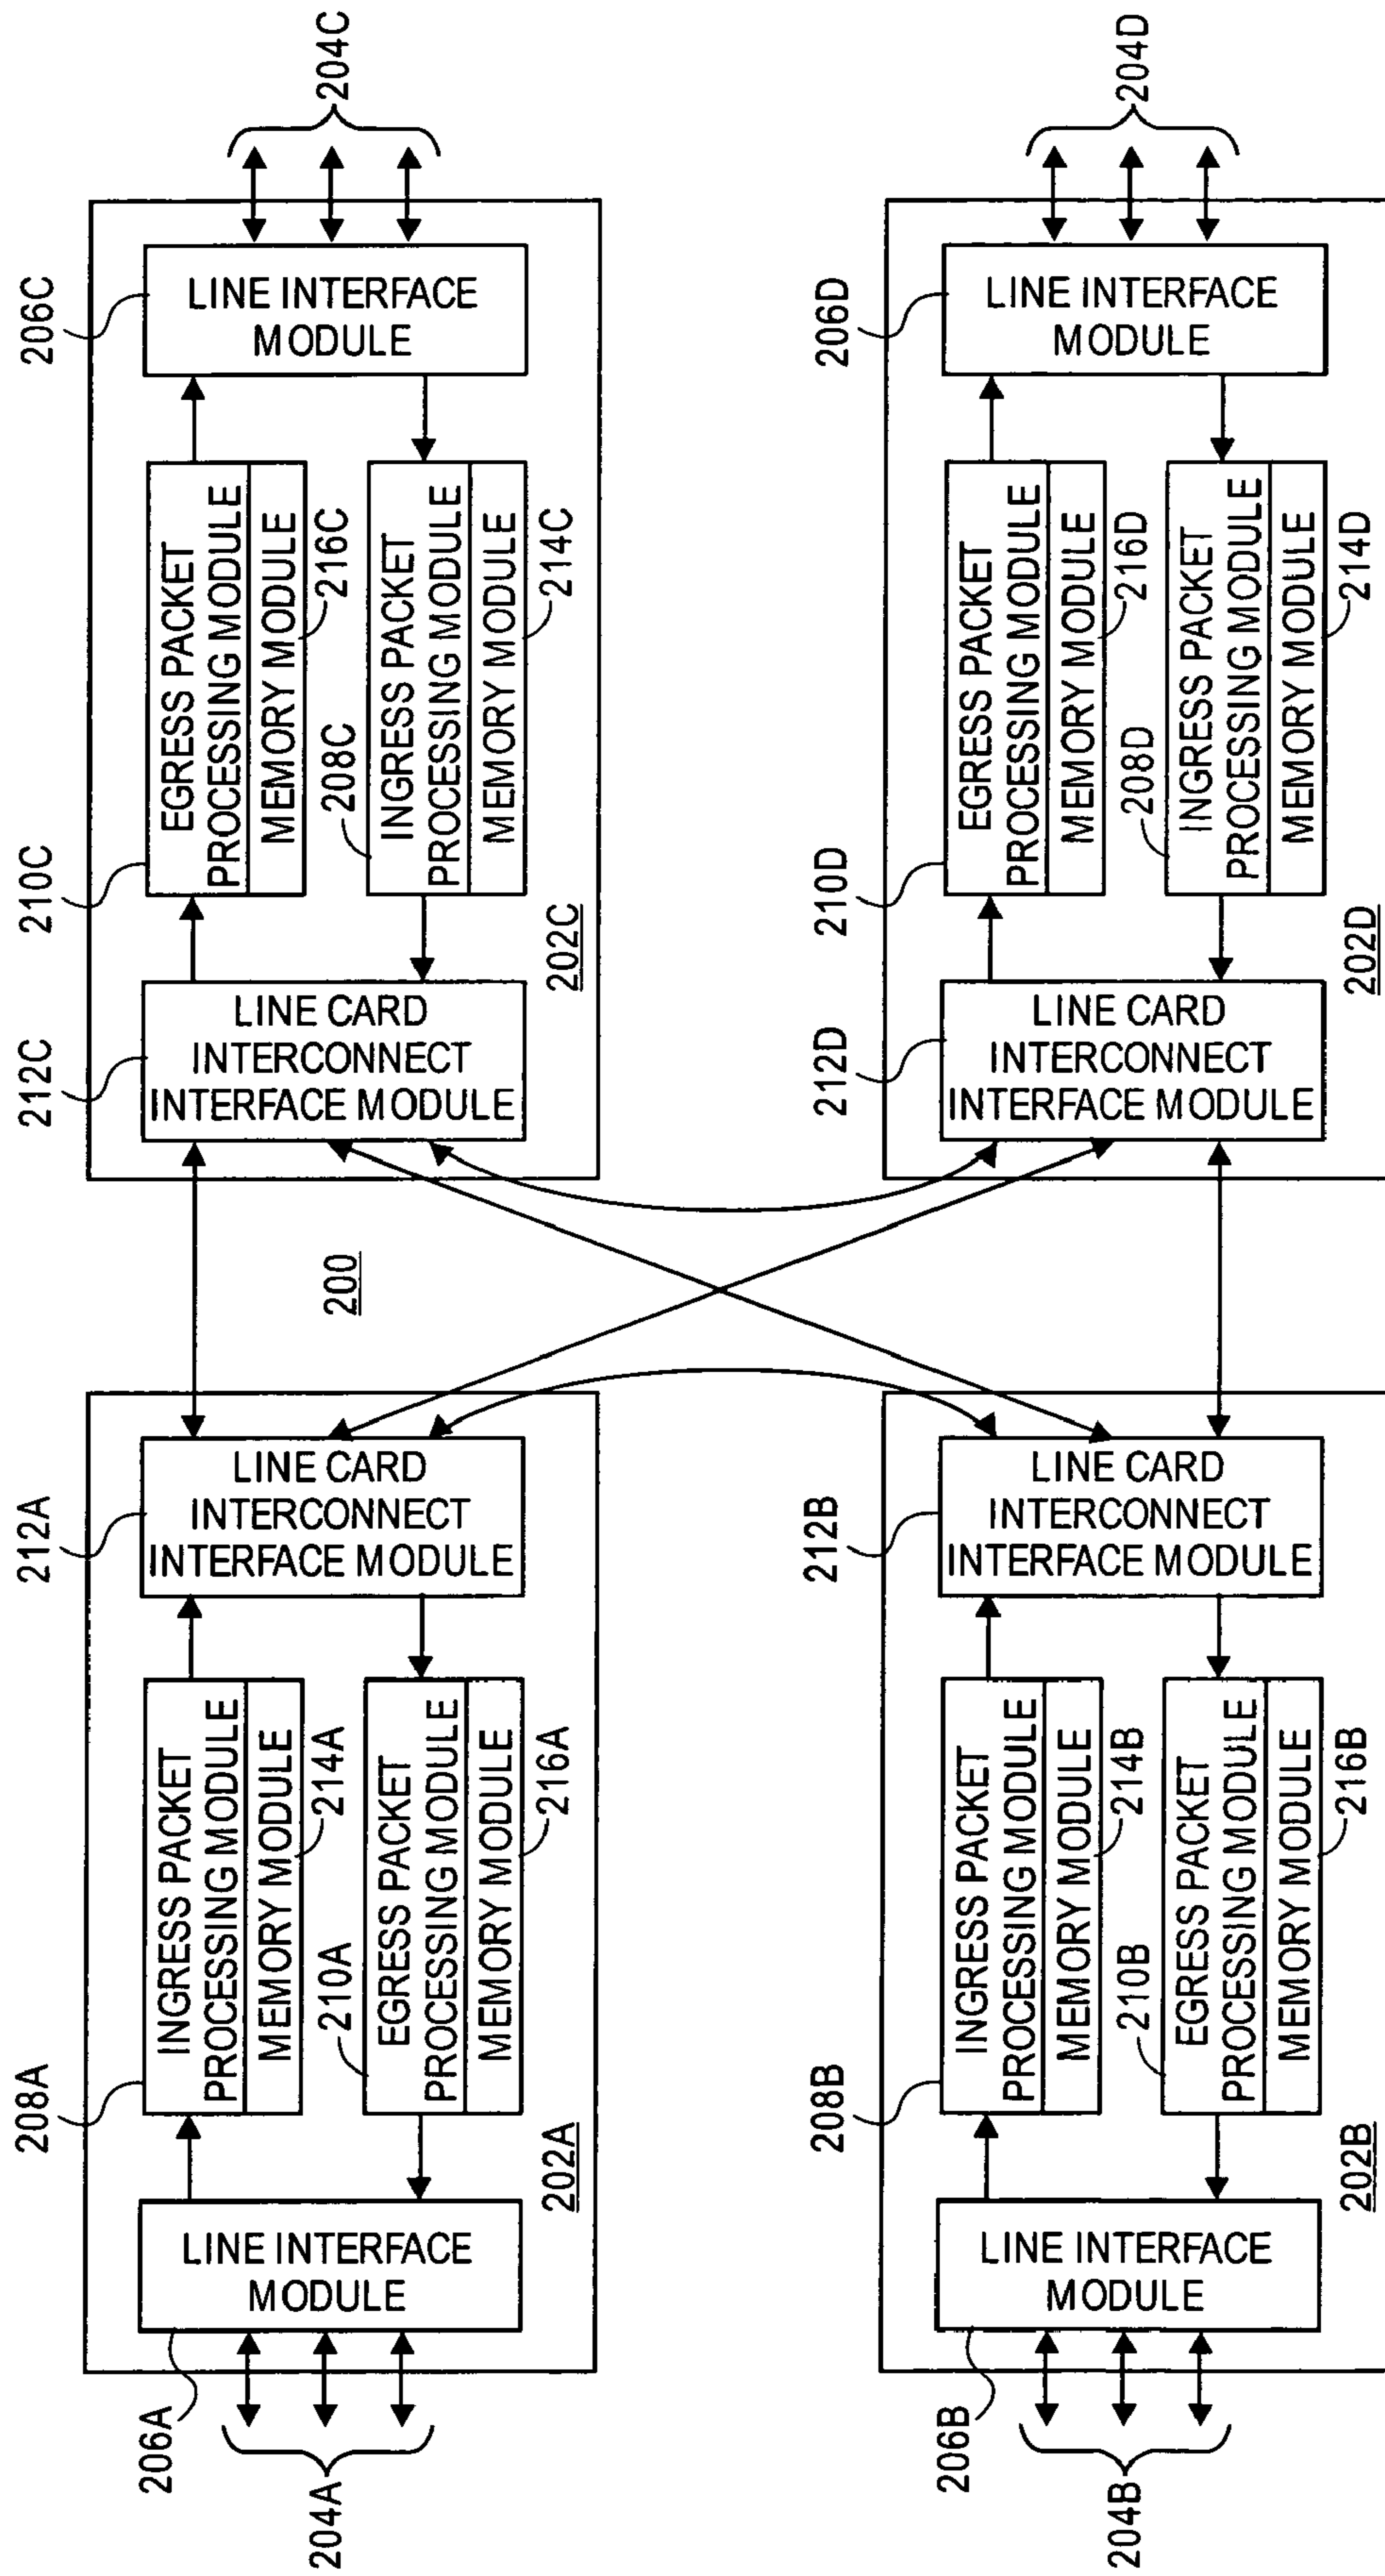 206A
204A
LINE INTERFACE
MODULE
208A
INGRESS PACKET
PROCESSING MODULE
MEMORY MODULE
214A
210A
EGRESS PACKET
PROCESSING MODULE
MEMORY MODULE
216A
202A
212A
LINE CARD
INTERCONNECT
INTERFACE MODULE
200
212C
LINE CARD
INTERCONNECT
INTERFACE MODULE
210C
EGRESS PACKET
PROCESSING MODULE
MEMORY MODULE
216C
208C
INGRESS PACKET
PROCESSING MODULE
MEMORY MODULE
214C
202C
206C
LINE INTERFACE
MODULE
204C
206B
204B
LINE INTERFACE
MODULE
208B
INGRESS PACKET
PROCESSING MODULE
MEMORY MODULE
214B
210B
EGRESS PACKET
PROCESSING MODULE
MEMORY MODULE
216B
202B
212B
LINE CARD
INTERCONNECT
INTERFACE MODULE
212D
LINE CARD
INTERCONNECT
INTERFACE MODULE
210D
EGRESS PACKET
PROCESSING MODULE
MEMORY MODULE
216D
208D
INGRESS PACKET
PROCESSING MODULE
MEMORY MODULE
214D
202D
206D
LINE INTERFACE
MODULE
204D